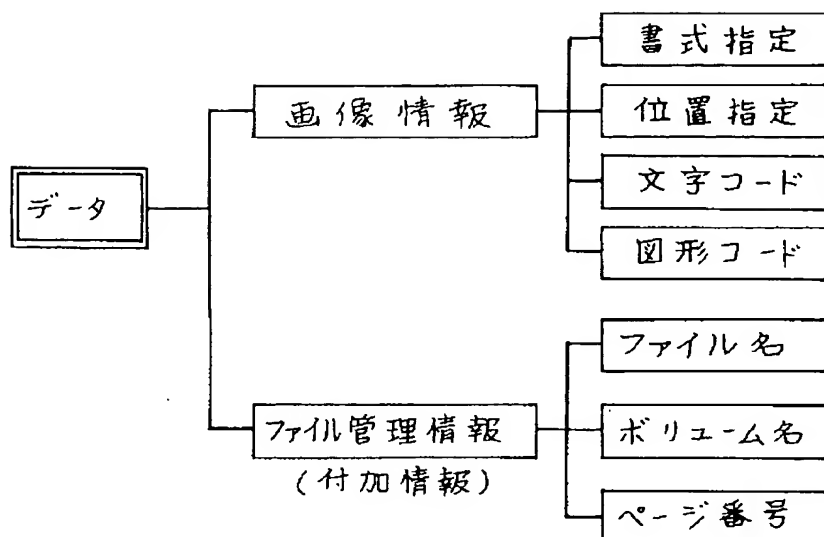 データ
画像情報
書式指定
位置指定
文字コード
図形コード
ファイル管理情報
(付加情報)
ファイル名
ボリューム名
ページ番号